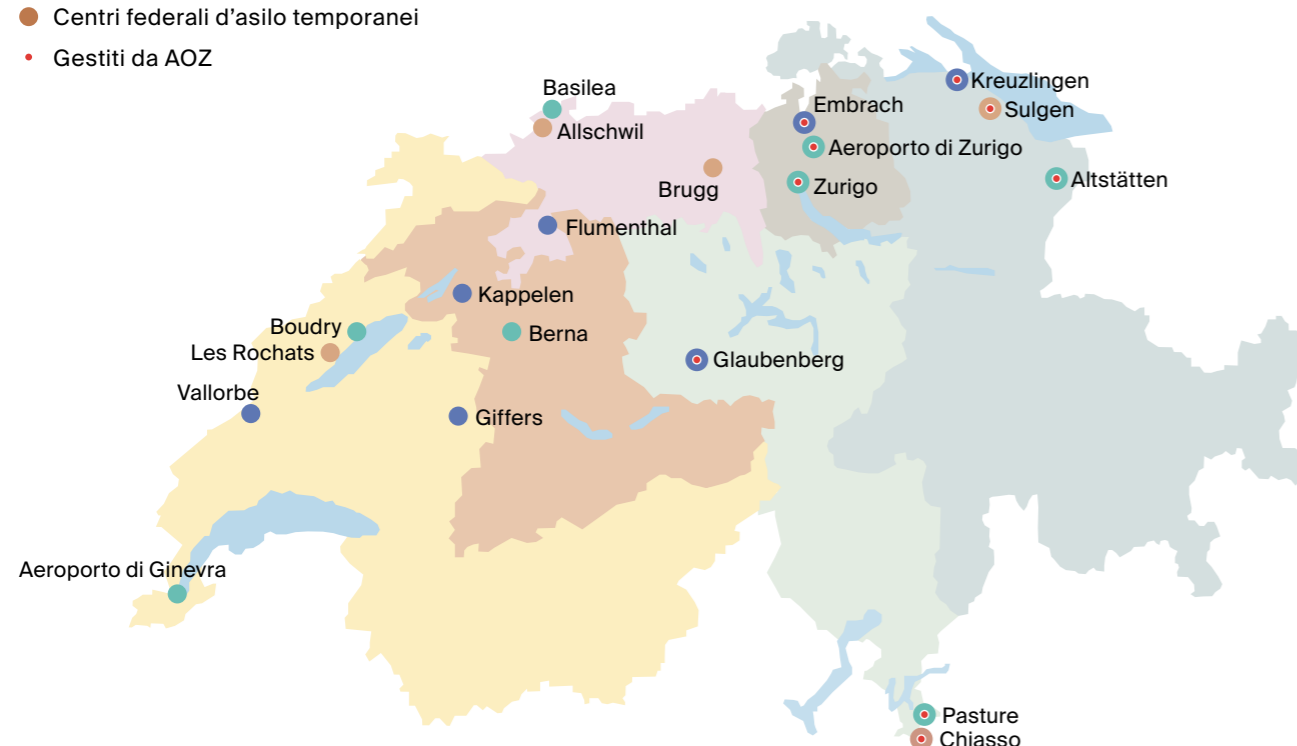 Centri federali d'asilo temporanei
Gestiti da AOZ
Basilea
Allschwil
Brugg
Embrach
Aeroporto di Zurigo
Zurigo
Kreuzlingen
Sulgen
Altstätten
Flumenthal
Kappelen
Berna
Boudry
Les Rochats
Vallorbe
Giffers
Glaubenberg
Aeroporto di Ginevra
Pasture
Chiasso